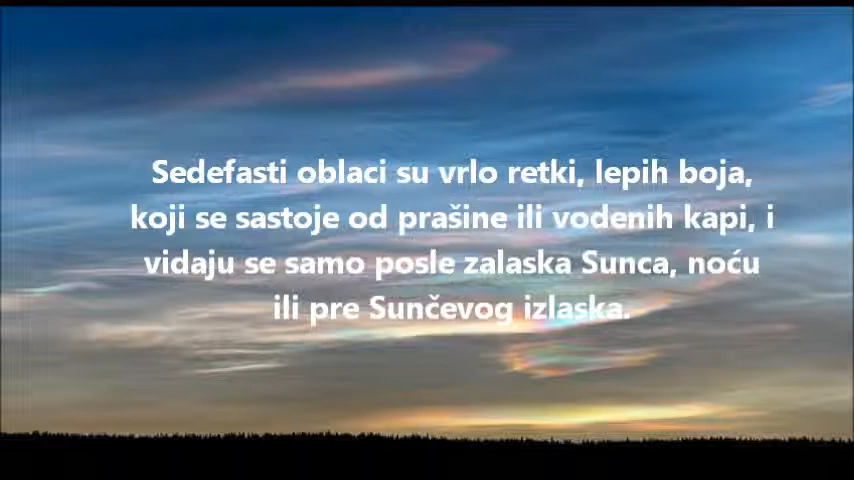 Sedefasti oblaci su vrlo retki, lepih boja,
koji se sastoje od prašine ili vodenih kapi, i
vidaju se samo posle zalaska Sunca, noću
ili pre Sunčevog izlaska.